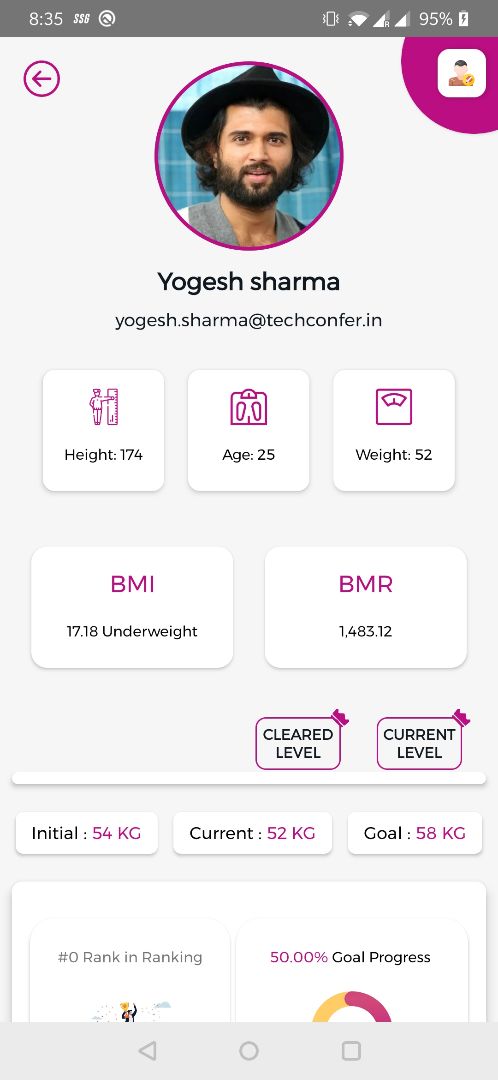 8:35 SSG 95%
Yogesh sharma
yogesh.sharma@techconfer.in
Height: 174
Age: 25
Weight: 52
BMI
17.18 Underweight
BMR
1,483.12
CLEARED
LEVEL
CURRENT
LEVEL
Initial : 54 KG
Current : 52 KG
Goal : 58 KG
#0 Rank in Ranking
50.00% Goal Progress